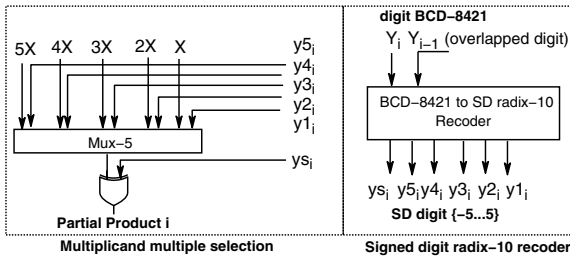 5X 4X 3X 2X X
y5i
y4i
y3i
y2i
y1i
Mux−5
ysi
Partial Product i
Multiplicand multiple selection
digit BCD−8421
Yi Yi−1 (overlapped digit)
BCD−8421 to SD radix−10
Recoder
ysi y5i y4i y3i y2i y1i
SD digit {−5...5}
Signed digit radix−10 recoder